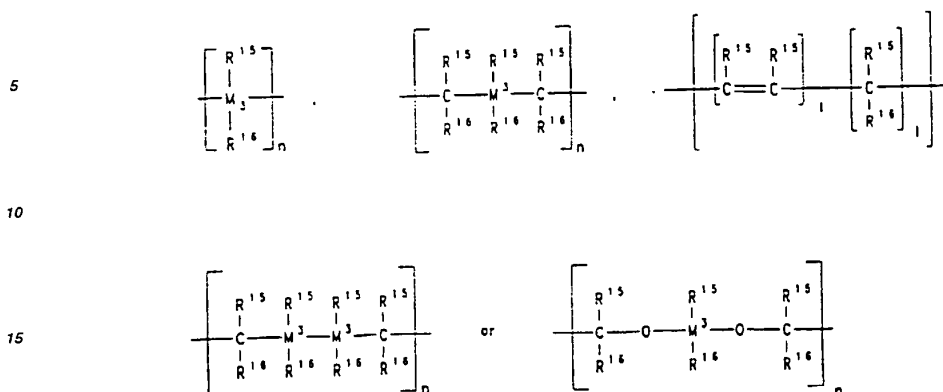 R15 R15 R15 R15 R15 R15 R15
5 M3 , C M3 C , C = C l C l
R16 n R16 R16 R16 n R16
10
R15 R15 R15 R15 R15 R15 R15
15 C M3 M3 C or C O M3 O C
R16 R16 R16 R16 n R16 R16 R16 n